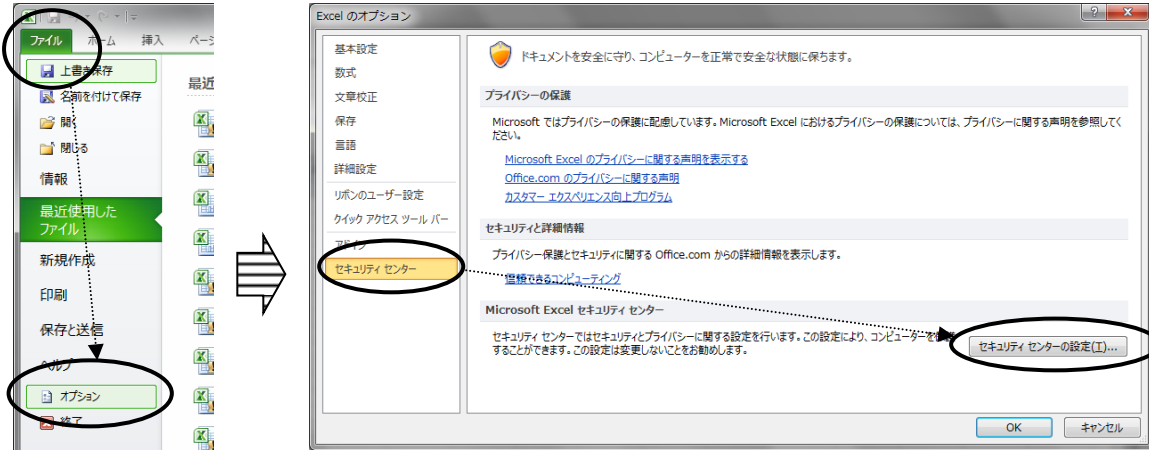 ファイル ホーム 挿入 ページ
上書き保存
名前を付けて保存
開く
閉じる
情報
最近使用した
ファイル
新規作成
印刷
保存と送信
ヘルプ
オプション
終了
最近
Excel のオプション
基本設定
数式
文章校正
保存
言語
詳細設定
リボンのユーザー設定
クイック アクセス ツール バー
アドイン
セキュリティ センター
ドキュメントを安全に守り、コンピューターを正常で安全な状態に保ちます。
プライバシーの保護
Microsoft ではプライバシーの保護に配慮しています。Microsoft Excel におけるプライバシーの保護については、プライバシーに関する声明を参照してく
ださい。
Microsoft Excel のプライバシーに関する声明を表示する
Office.com のプライバシーに関する声明
カスタマー エクスペリエンス向上プログラム
セキュリティと詳細情報
プライバシー保護とセキュリティに関する Office.com からの詳細情報を表示します。
信頼できるコンピューティング
Microsoft Excel セキュリティ センター
セキュリティ センターではセキュリティとプライバシーに関する設定を行います。この設定により、コンピューターを
することができます。この設定は変更しないことをお勧めします。
セキュリティ センターの設定(T)...
OK キャンセル